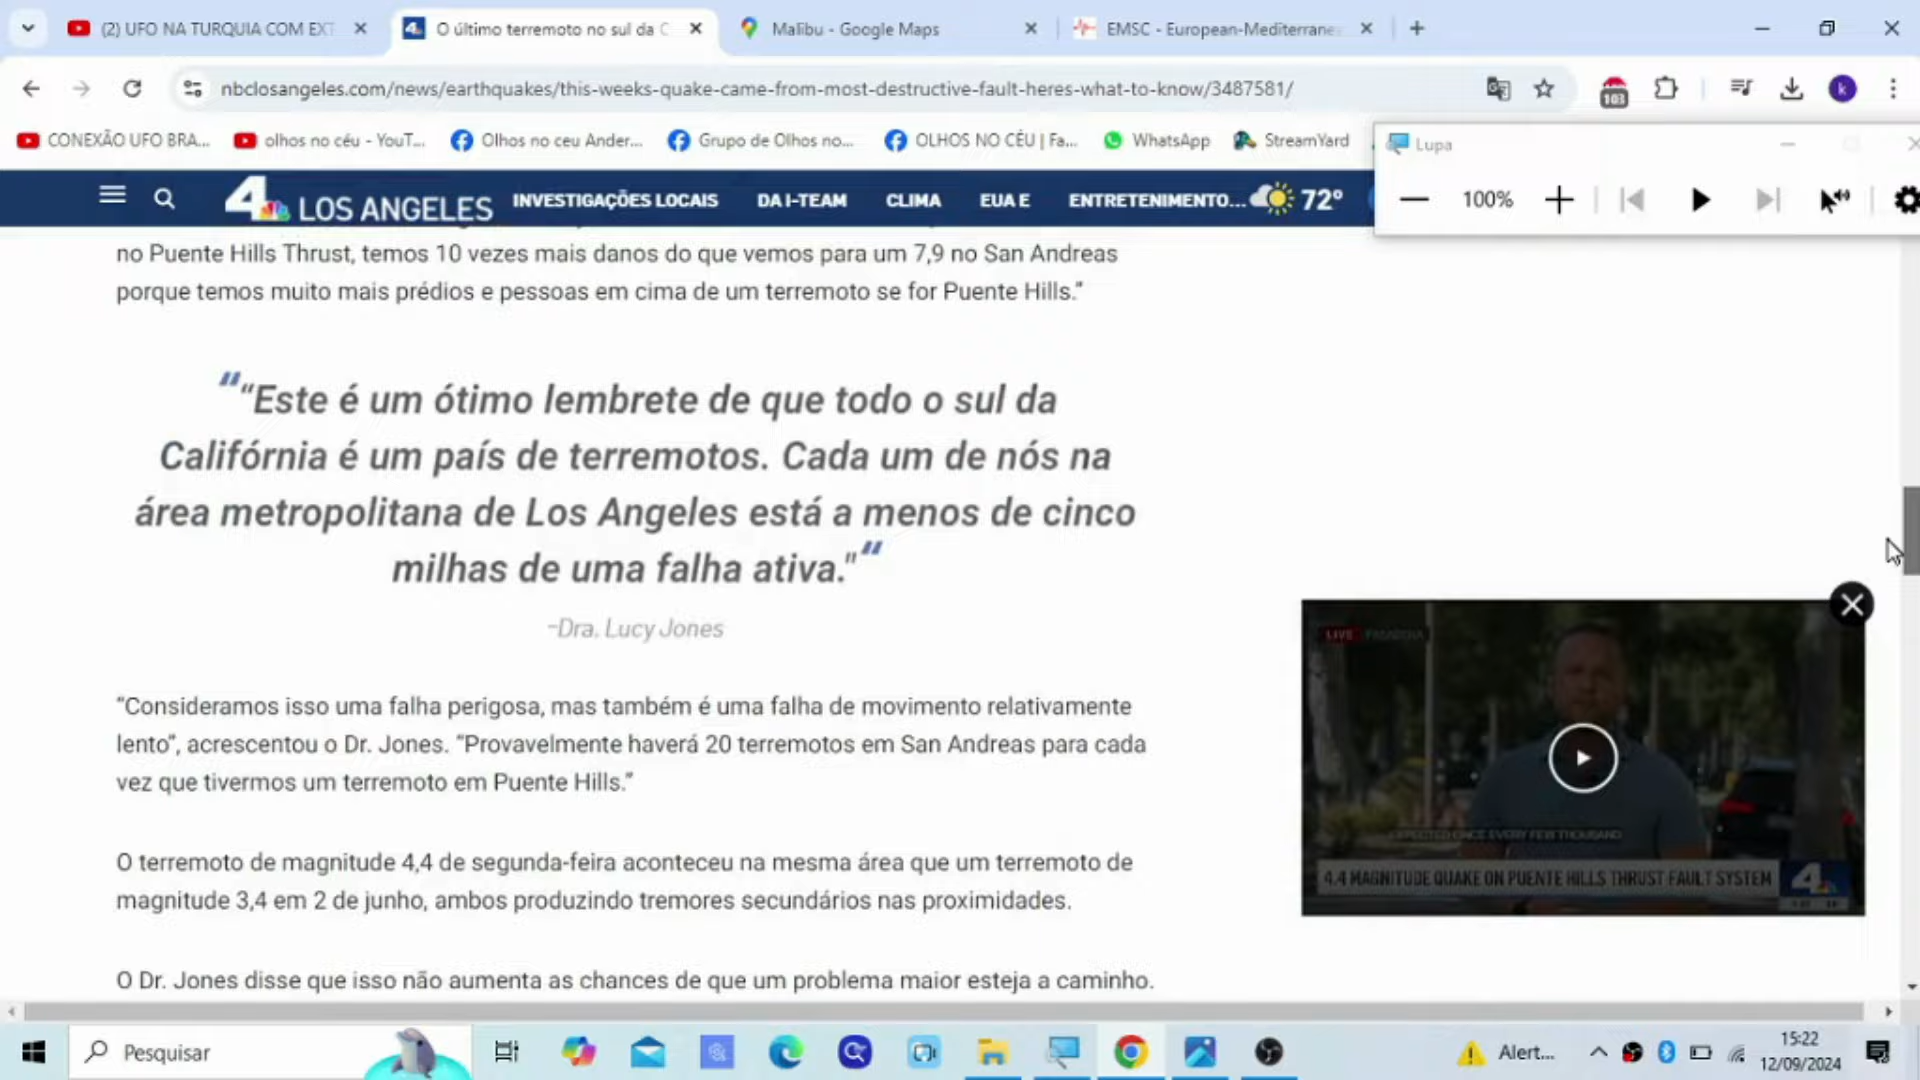 (2) UFO NA TURQUIA COM EXT
O último terremoto no sul da C
Malibu - Google Maps
EMSC - European-Mediterrane
nbclosangeles.com/news/earthquakes/this-weeks-quake-came-from-most-destructive-fault-heres-what-to-know/3487581/
103
k
CONEXÃO UFO BRA...
olhos no céu - YouT...
Olhos no ceu Ander...
Grupo de Olhos no...
OLHOS NO CÉU | Fa...
WhatsApp
StreamYard
Lupa
100%
4 LOS ANGELES
INVESTIGAÇÕES LOCAIS
DA I-TEAM
CLIMA
EUA E
ENTRETENIMENTO...
72°
no Puente Hills Thrust, temos 10 vezes mais danos do que vemos para um 7,9 no San Andreas
porque temos muito mais prédios e pessoas em cima de um terremoto se for Puente Hills.”
“Este é um ótimo lembrete de que todo o sul da
Califórnia é um país de terremotos. Cada um de nós na
área metropolitana de Los Angeles está a menos de cinco
milhas de uma falha ativa."
-Dra. Lucy Jones
“Consideramos isso uma falha perigosa, mas também é uma falha de movimento relativamente
lento”, acrescentou o Dr. Jones. “Provavelmente haverá 20 terremotos em San Andreas para cada
vez que tivermos um terremoto em Puente Hills.”
O terremoto de magnitude 4,4 de segunda-feira aconteceu na mesma área que um terremoto de
magnitude 3,4 em 2 de junho, ambos produzindo tremores secundários nas proximidades.
O Dr. Jones disse que isso não aumenta as chances de que um problema maior esteja a caminho.
LIVE PASADENA
EXPECTED ONCE EVERY FEW THOUSAND
4.4 MAGNITUDE QUAKE ON PUENTE HILLS THRUST FAULT SYSTEM
4
Pesquisar
Alert...
15:22
12/09/2024